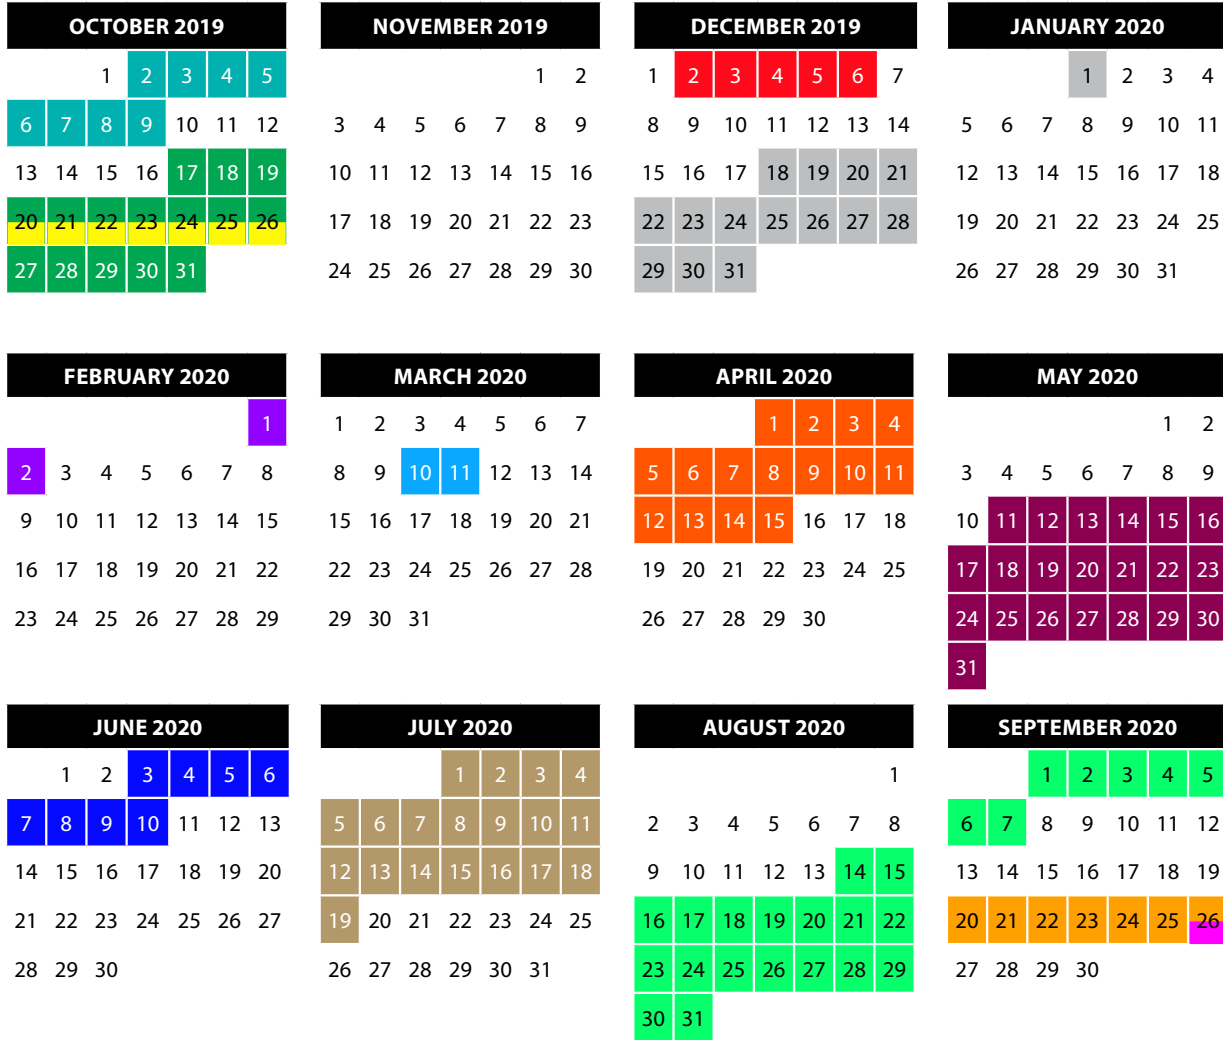 OCTOBER 2019 NOVEMBER 2019 DECEMBER 2019 JANUARY 2020
1 2 3 4 5 1 2 1 2 3 4 5 6 7 1 2 3 4
6 7 8 9 10 11 12 3 4 5 6 7 8 9 8 9 10 11 12 13 14 5 6 7 8 9 10 11
13 14 15 16 17 18 19 10 11 12 13 14 15 16 15 16 17 18 19 20 21 12 13 14 15 16 17 18
20 21 22 23 24 25 26 17 18 19 20 21 22 23 22 23 24 25 26 27 28 19 20 21 22 23 24 25
27 28 29 30 31 24 25 26 27 28 29 30 29 30 31 26 27 28 29 30 31
FEBRUARY 2020 MARCH 2020 APRIL 2020 MAY 2020
1 1 2 3 4 5 6 7 1 2 3 4 1 2
2 3 4 5 6 7 8 8 9 10 11 12 13 14 5 6 7 8 9 10 11 3 4 5 6 7 8 9
9 10 11 12 13 14 15 15 16 17 18 19 20 21 12 13 14 15 16 17 18 10 11 12 13 14 15 16
16 17 18 19 20 21 22 22 23 24 25 26 27 28 19 20 21 22 23 24 25 17 18 19 20 21 22 23
23 24 25 26 27 28 29 29 30 31 26 27 28 29 30 24 25 26 27 28 29 30
31
JUNE 2020 JULY 2020 AUGUST 2020 SEPTEMBER 2020
1 2 3 4 5 6 1 2 3 4 1 1 2 3 4 5
7 8 9 10 11 12 13 5 6 7 8 9 10 11 2 3 4 5 6 7 8 6 7 8 9 10 11 12
14 15 16 17 18 19 20 12 13 14 15 16 17 18 9 10 11 12 13 14 15 13 14 15 16 17 18 19
21 22 23 24 25 26 27 19 20 21 22 23 24 25 16 17 18 19 20 21 22 20 21 22 23 24 25 26
28 29 30 26 27 28 29 30 31 23 24 25 26 27 28 29 27 28 29 30
30 31